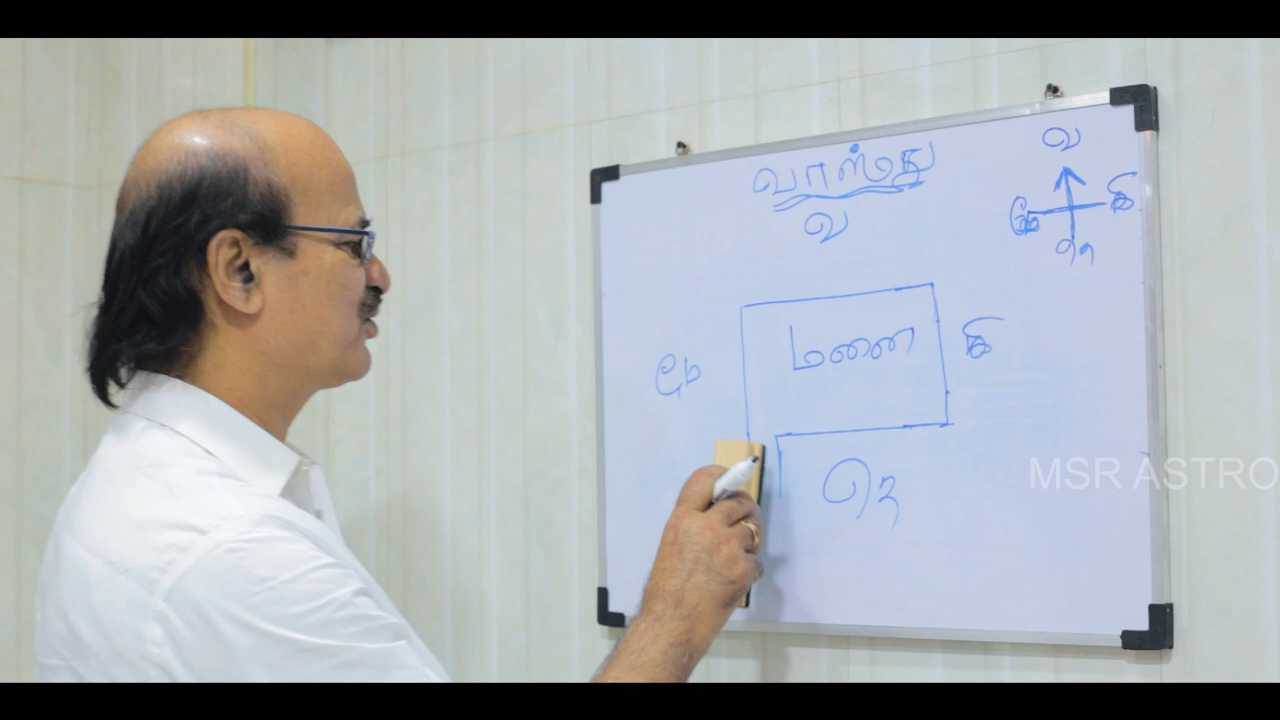 வாஸ்து
வ
வ
மே கி
தெ
மனை
மே கி
தெ
MSR ASTRO